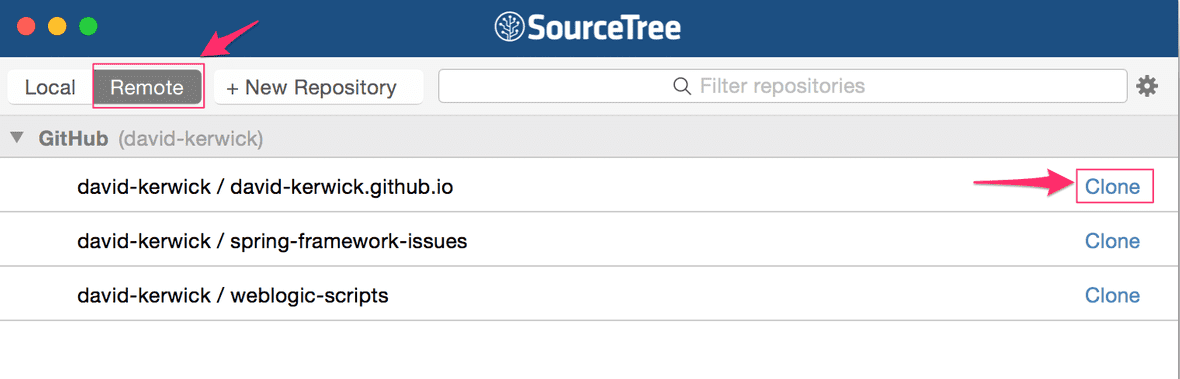 SourceTree
Local Remote + New Repository Filter repositories
GitHub (david-kerwick)
david-kerwick / david-kerwick.github.io Clone
david-kerwick / spring-framework-issues Clone
david-kerwick / weblogic-scripts Clone